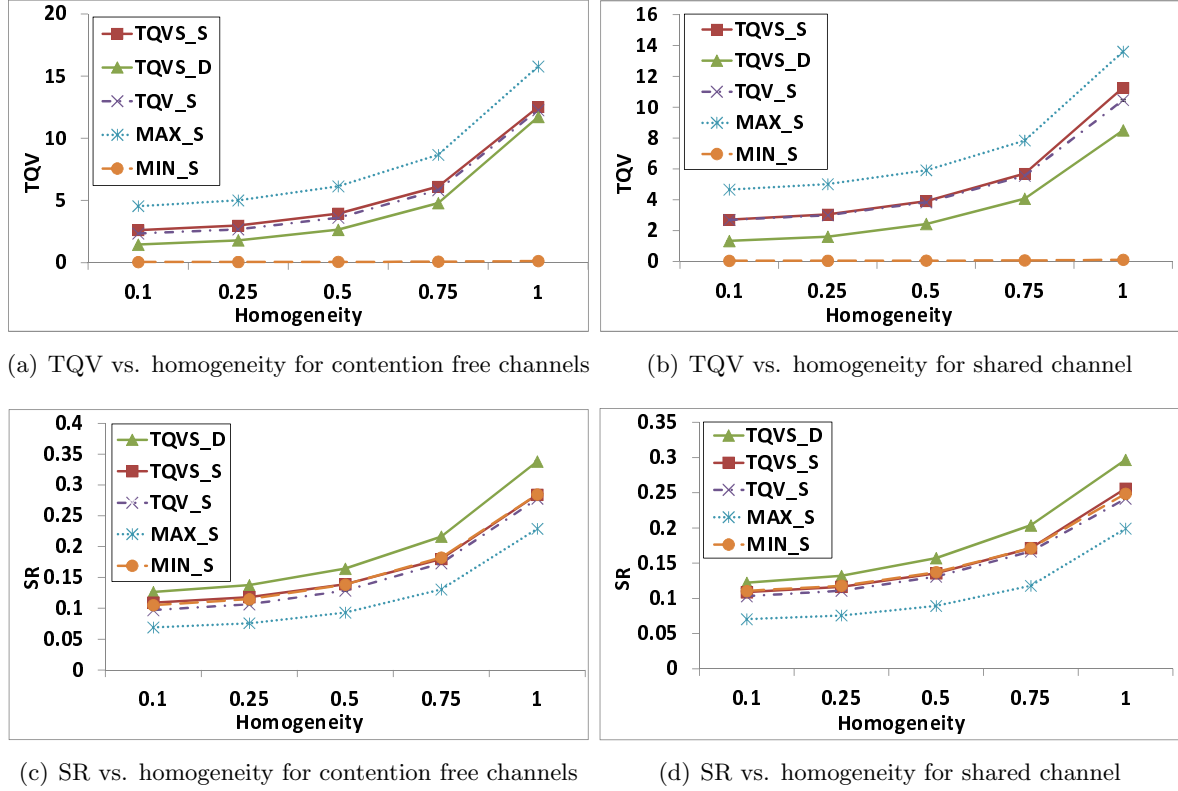 20
15
10
5
0
TQV
TQVS_S
TQVS_D
TQV_S
MAX_S
MIN_S
0.1 0.25 0.5 0.75 1
Homogeneity
(a) TQV vs. homogeneity for contention free channels
16
14
12
10
8
6
4
2
0
TQV
TQVS_S
TQVS_D
TQV_S
MAX_S
MIN_S
0.1 0.25 0.5 0.75 1
Homogeneity
(b) TQV vs. homogeneity for shared channel
0.4
0.35
0.3
0.25
0.2
0.15
0.1
0.05
0
SR
TQVS_D
TQVS_S
TQV_S
MAX_S
MIN_S
0.1 0.25 0.5 0.75 1
Homogeneity
(c) SR vs. homogeneity for contention free channels
0.35
0.3
0.25
0.2
0.15
0.1
0.05
0
SR
TQVS_D
TQVS_S
TQV_S
MAX_S
MIN_S
0.1 0.25 0.5 0.75 1
Homogeneity
(d) SR vs. homogeneity for shared channel